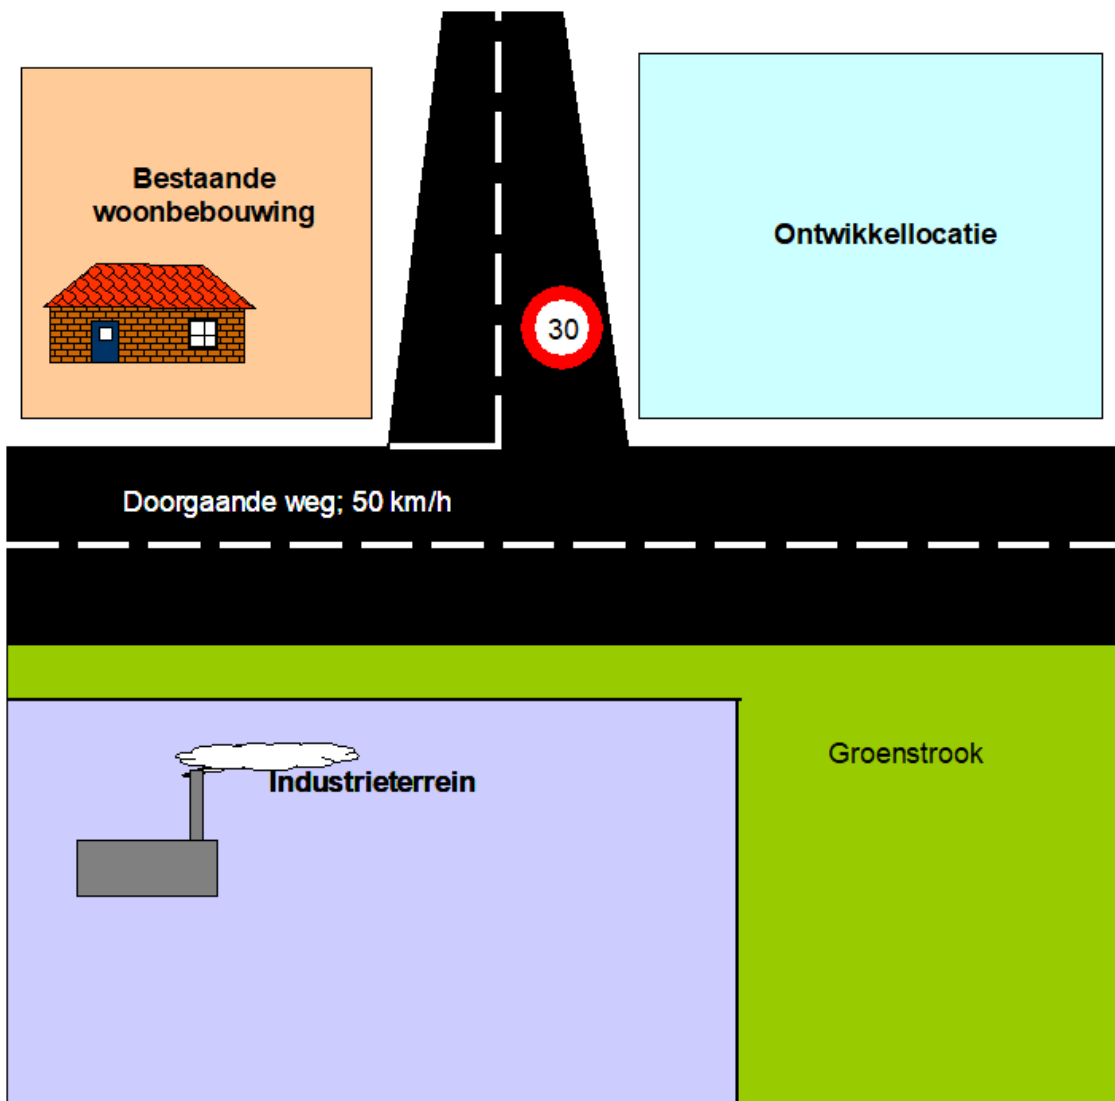 Bestaande
woonbebouwing
Ontwikkellocatie
30
Doorgaande weg; 50 km/h
Industrieterrein
Groenstrook